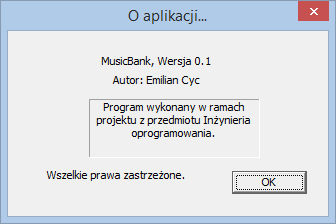 O aplikacji...
MusicBank, Wersja 0.1
Autor: Emilian Cyc
Program wykonany w ramach
projektu z przedmiotu Inżynieria
oprogramowania.
Wszelkie prawa zastrzeżone.
OK